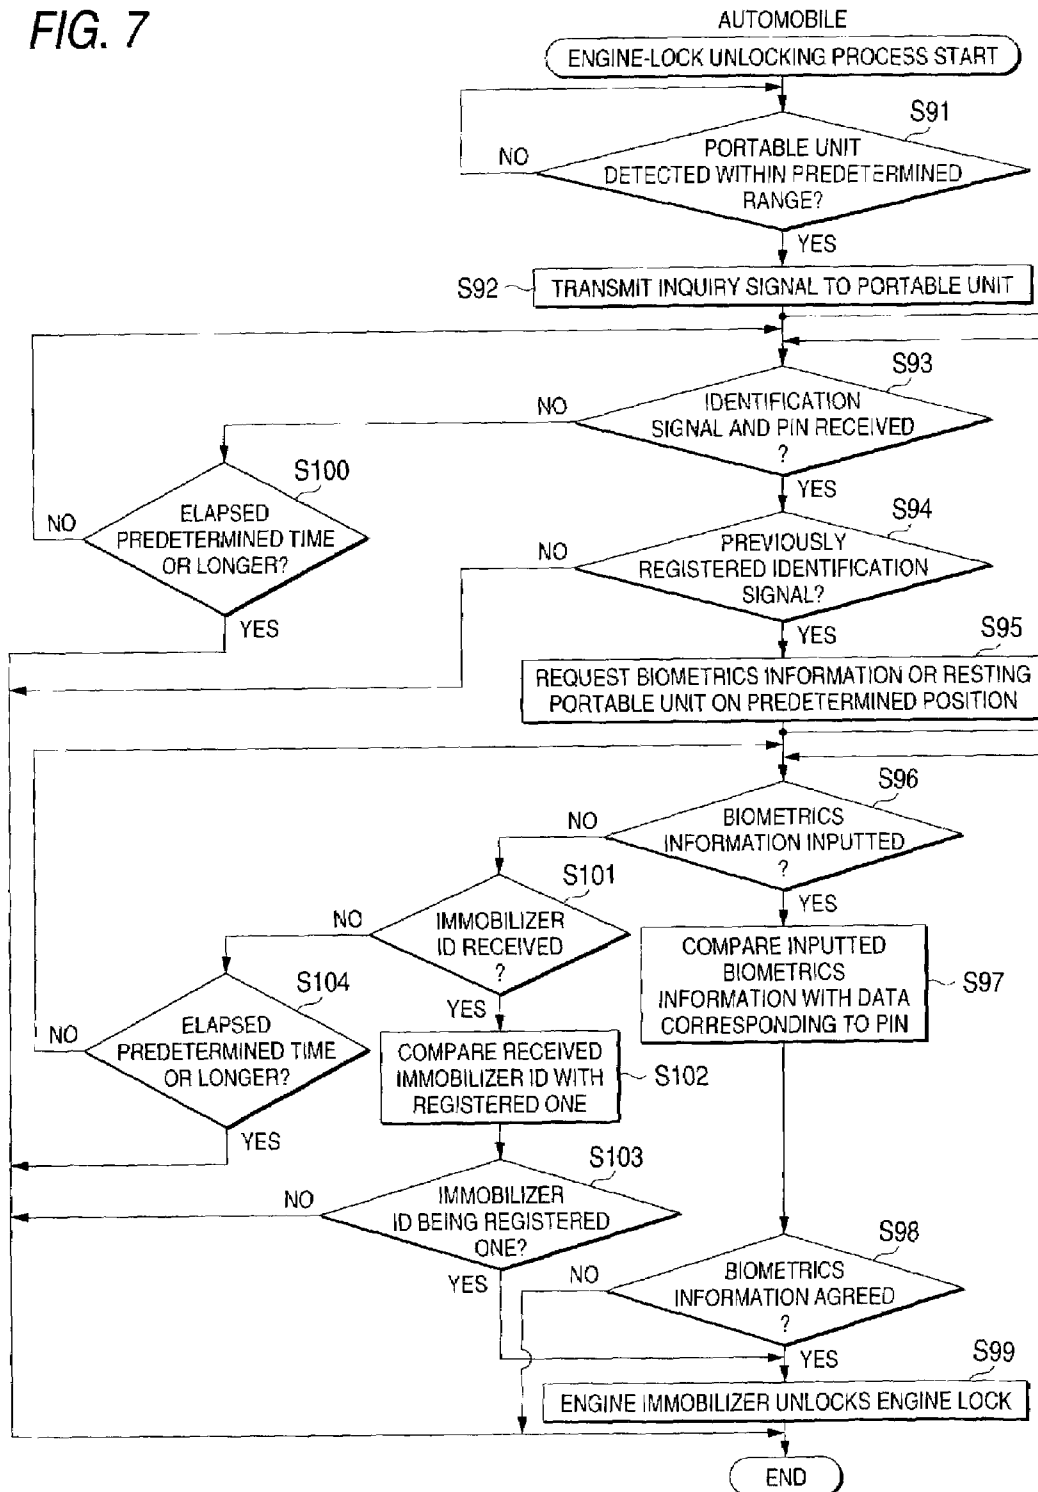 FIG. 7
AUTOMOBILE
ENGINE-LOCK UNLOCKING PROCESS START
S91
NO
PORTABLE UNIT
DETECTED WITHIN PREDETERMINED
RANGE?
YES
S92
TRANSMIT INQUIRY SIGNAL TO PORTABLE UNIT
S93
NO
IDENTIFICATION
SIGNAL AND PIN RECEIVED
?
YES
S100
NO
ELAPSED
PREDETERMINED TIME
OR LONGER?
YES
S94
NO
PREVIOUSLY
REGISTERED IDENTIFICATION
SIGNAL?
YES
S95
REQUEST BIOMETRICS INFORMATION OR RESTING
PORTABLE UNIT ON PREDETERMINED POSITION
S96
NO
BIOMETRICS
INFORMATION INPUTTED
?
YES
S101
NO
IMMOBILIZER
ID RECEIVED
?
YES
COMPARE INPUTTED
BIOMETRICS
INFORMATION WITH DATA
CORRESPONDING TO PIN
S97
S104
NO
ELAPSED
PREDETERMINED TIME
OR LONGER?
YES
COMPARE RECEIVED
IMMOBILIZER ID WITH
REGISTERED ONE
S102
S103
NO
IMMOBILIZER
ID BEING REGISTERED
ONE?
YES
S98
NO
BIOMETRICS
INFORMATION AGREED
?
YES
S99
ENGINE IMMOBILIZER UNLOCKS ENGINE LOCK
END